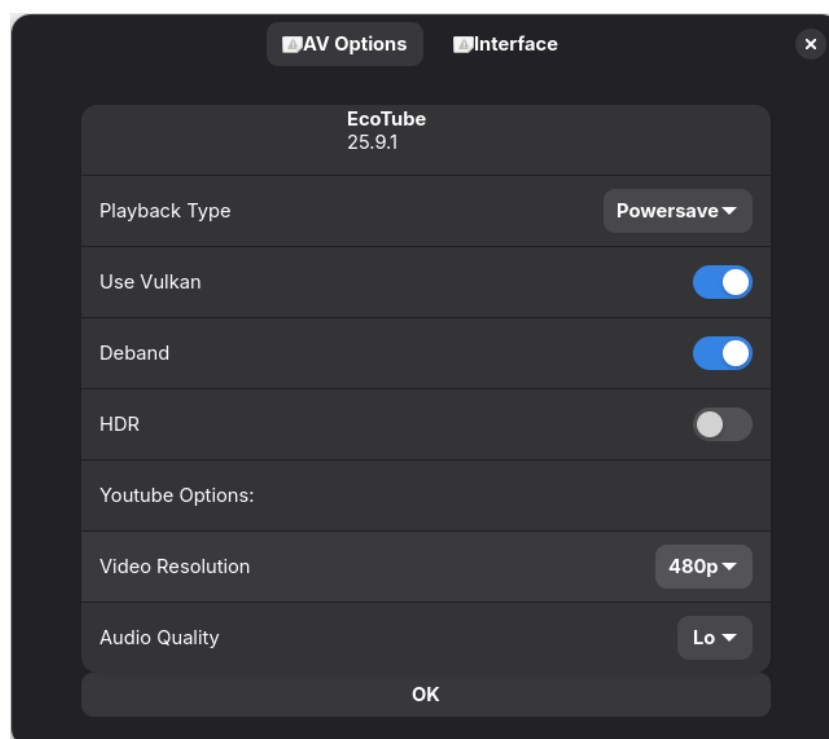 AV Options
Interface
EcoTube
25.9.1
Playback Type
Powersave
Use Vulkan
Deband
HDR
Youtube Options:
Video Resolution
480p
Audio Quality
Lo
OK